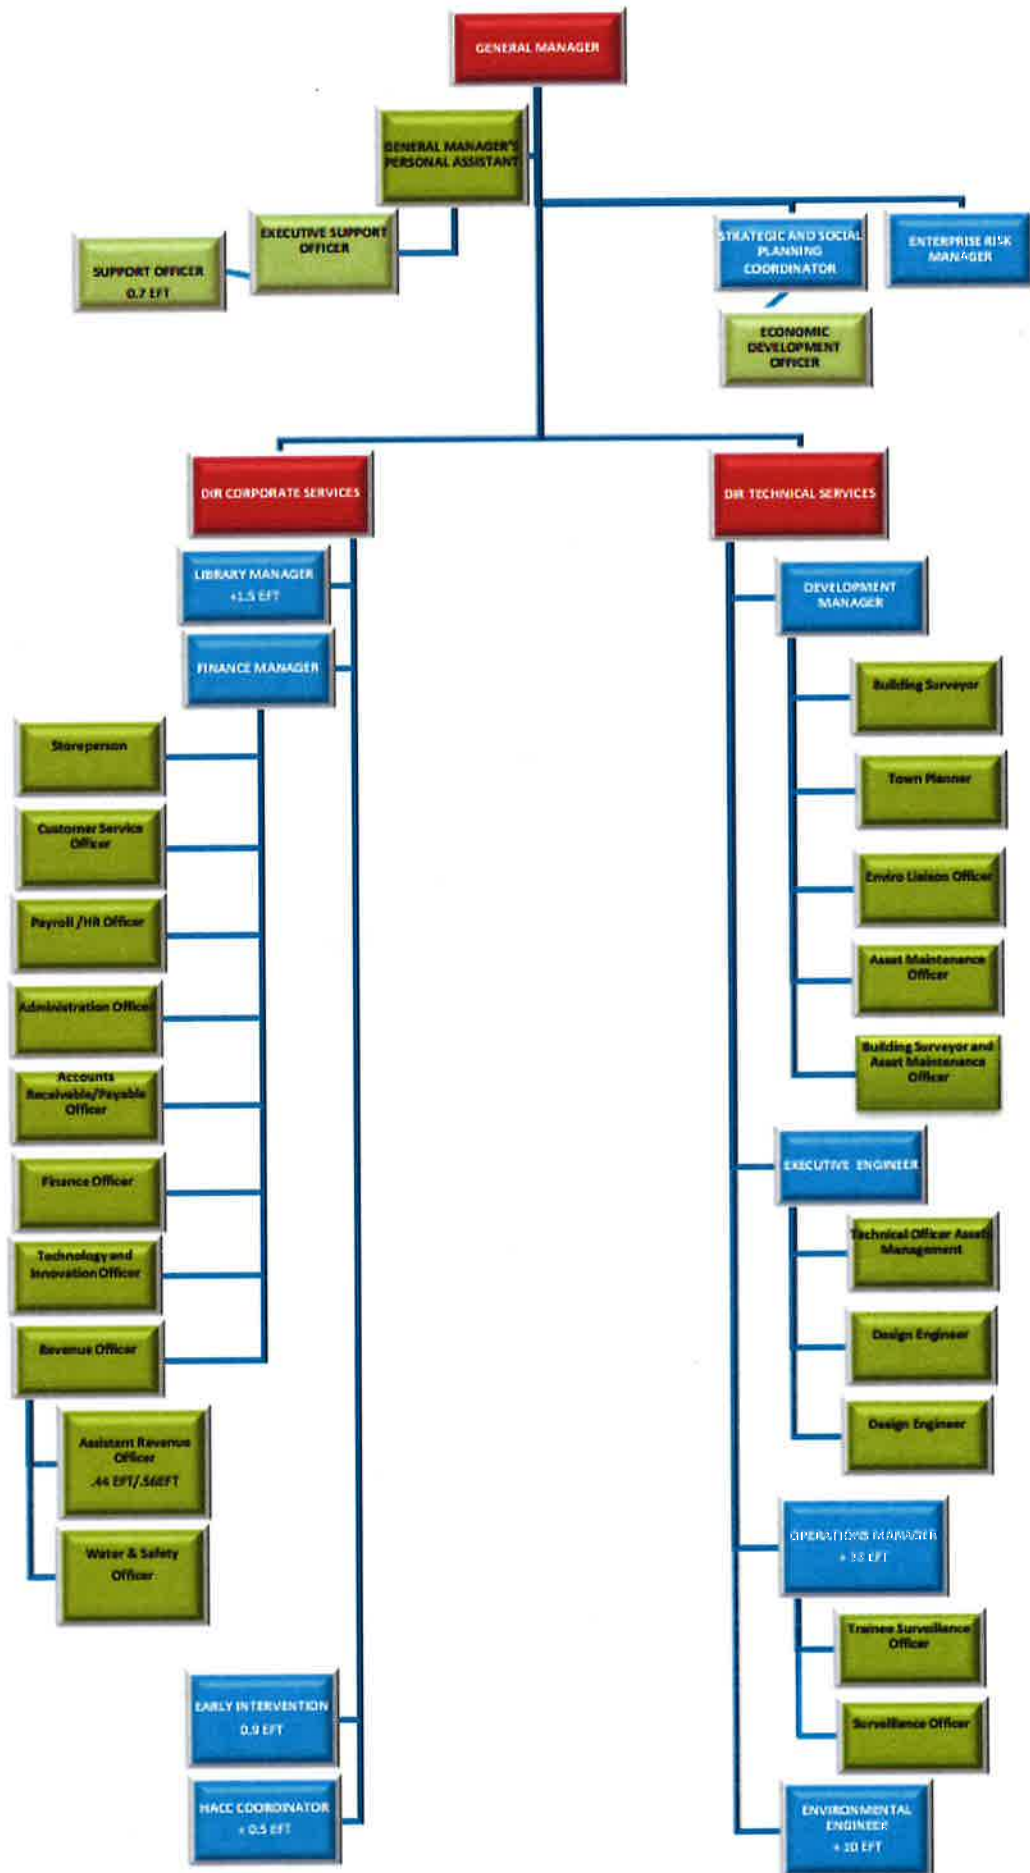 GENERAL MANAGER
GENERAL MANAGER'S
PERSONAL ASSISTANT
EXECUTIVE SUPPORT
OFFICER
SUPPORT OFFICER
0.7 EFT
STRATEGIC AND SOCIAL
PLANNING
COORDINATOR
ENTERPRISE RISK
MANAGER
ECONOMIC
DEVELOPMENT
OFFICER
DIR CORPORATE SERVICES
LIBRARY MANAGER
+1.5 EFT
FINANCE MANAGER
Storeperson
Customer Service
Officer
Payroll /HR Officer
Administration Officer
Accounts
Receivable/Payable
Officer
Finance Officer
Technology and
Innovation Officer
Revenue Officer
Assistant Revenue
Officer
.44 EFT/.56EFT
Water & Safety
Officer
EARLY INTERVENTION
0.9 EFT
HACC COORDINATOR
+ 0.5 EFT
DIR TECHNICAL SERVICES
DEVELOPMENT
MANAGER
Building Surveyor
Town Planner
Enviro Liaison Officer
Asset Maintenance
Officer
Building Surveyor and
Asset Maintenance
Officer
EXECUTIVE ENGINEER
Technical Officer Assets
Management
Design Engineer
Design Engineer
OPERATIONS MANAGER
EFT
Trainee Surveillance
Officer
Surveillance Officer
ENVIRONMENTAL
ENGINEER
+ 10 EFT